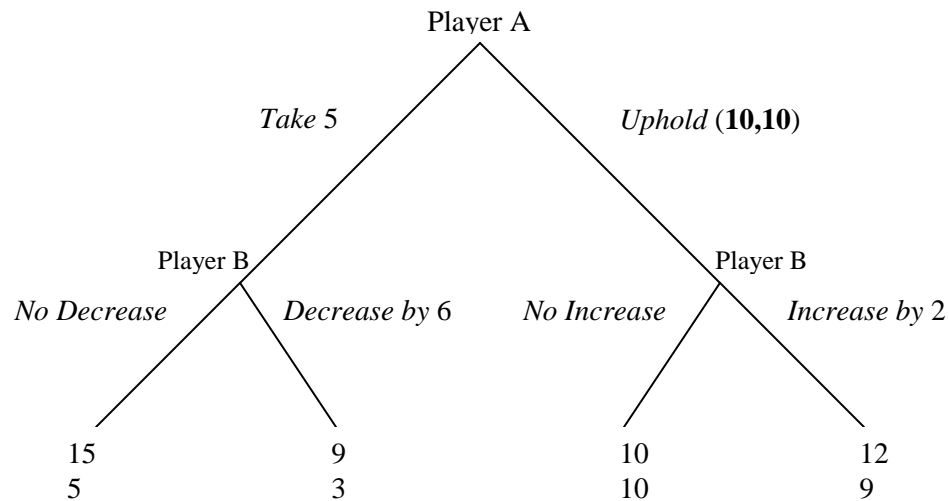 Player A
Take 5 Uphold (10,10)
Player B Player B
No Decrease Decrease by 6 No Increase Increase by 2
15 9 10 12
5 3 10 9